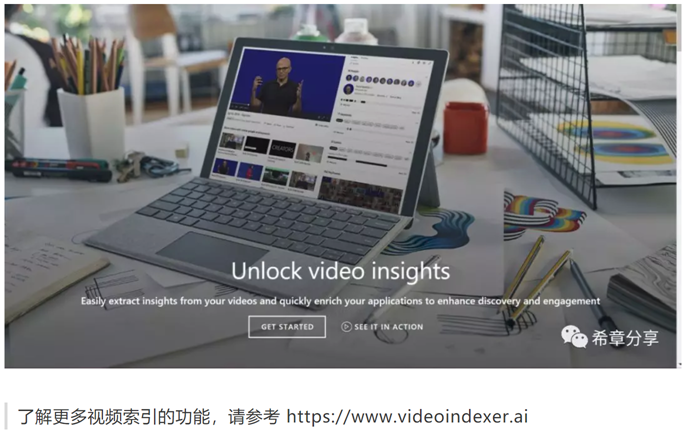 Unlock video insights
Easily extract insights from your videos and quickly enrich your applications to enhance discovery and engagement
GET STARTED
SEE IT IN ACTION
希章分享
了解更多视频索引的功能，请参考 https://www.videoindexer.ai